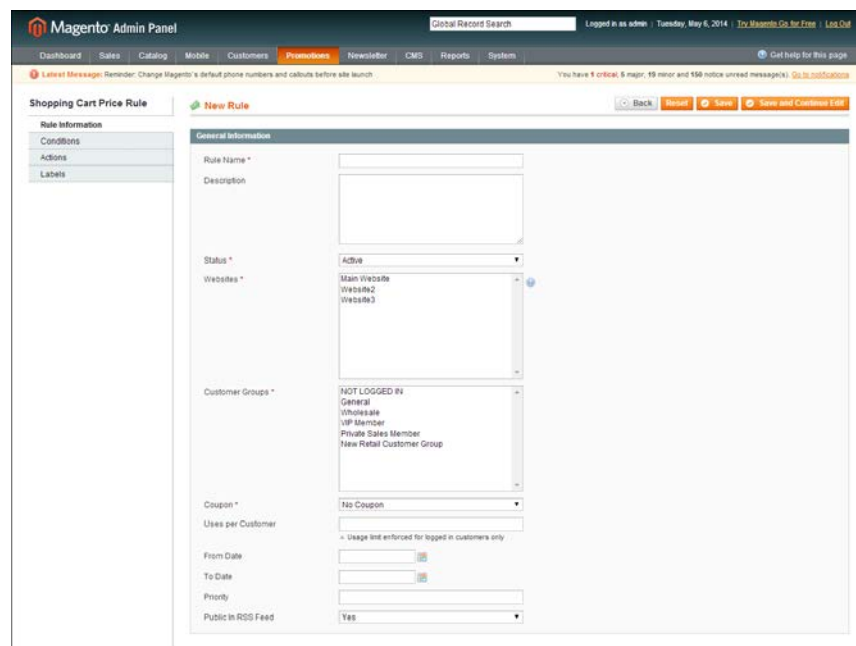 Magento Admin Panel
Global Record Search
Logged in as admin | Tuesday, May 6, 2014 | Try Magento Go for Free | Log Out
Dashboard Sales Catalog Mobile Customers Promotions Newsletter CMS Reports System
Get help for this page
Latest Message: Reminder: Change Magento's default phone numbers and callouts before site launch
You have 1 critical, 5 major, 19 minor and 150 notice unread message(s). Go to notifications
Shopping Cart Price Rule
Rule Information
Conditions
Actions
Labels
New Rule
Back Reset Save Save and Continue Edit
General Information
Rule Name *
Description
Status * Active
Websites * Main Website
Website2
Website3
Customer Groups * NOT LOGGED IN
General
Wholesale
VIP Member
Private Sales Member
New Retail Customer Group
Coupon * No Coupon
Uses per Customer
Usage limit enforced for logged in customers only
From Date
To Date
Priority
Public In RSS Feed Yes